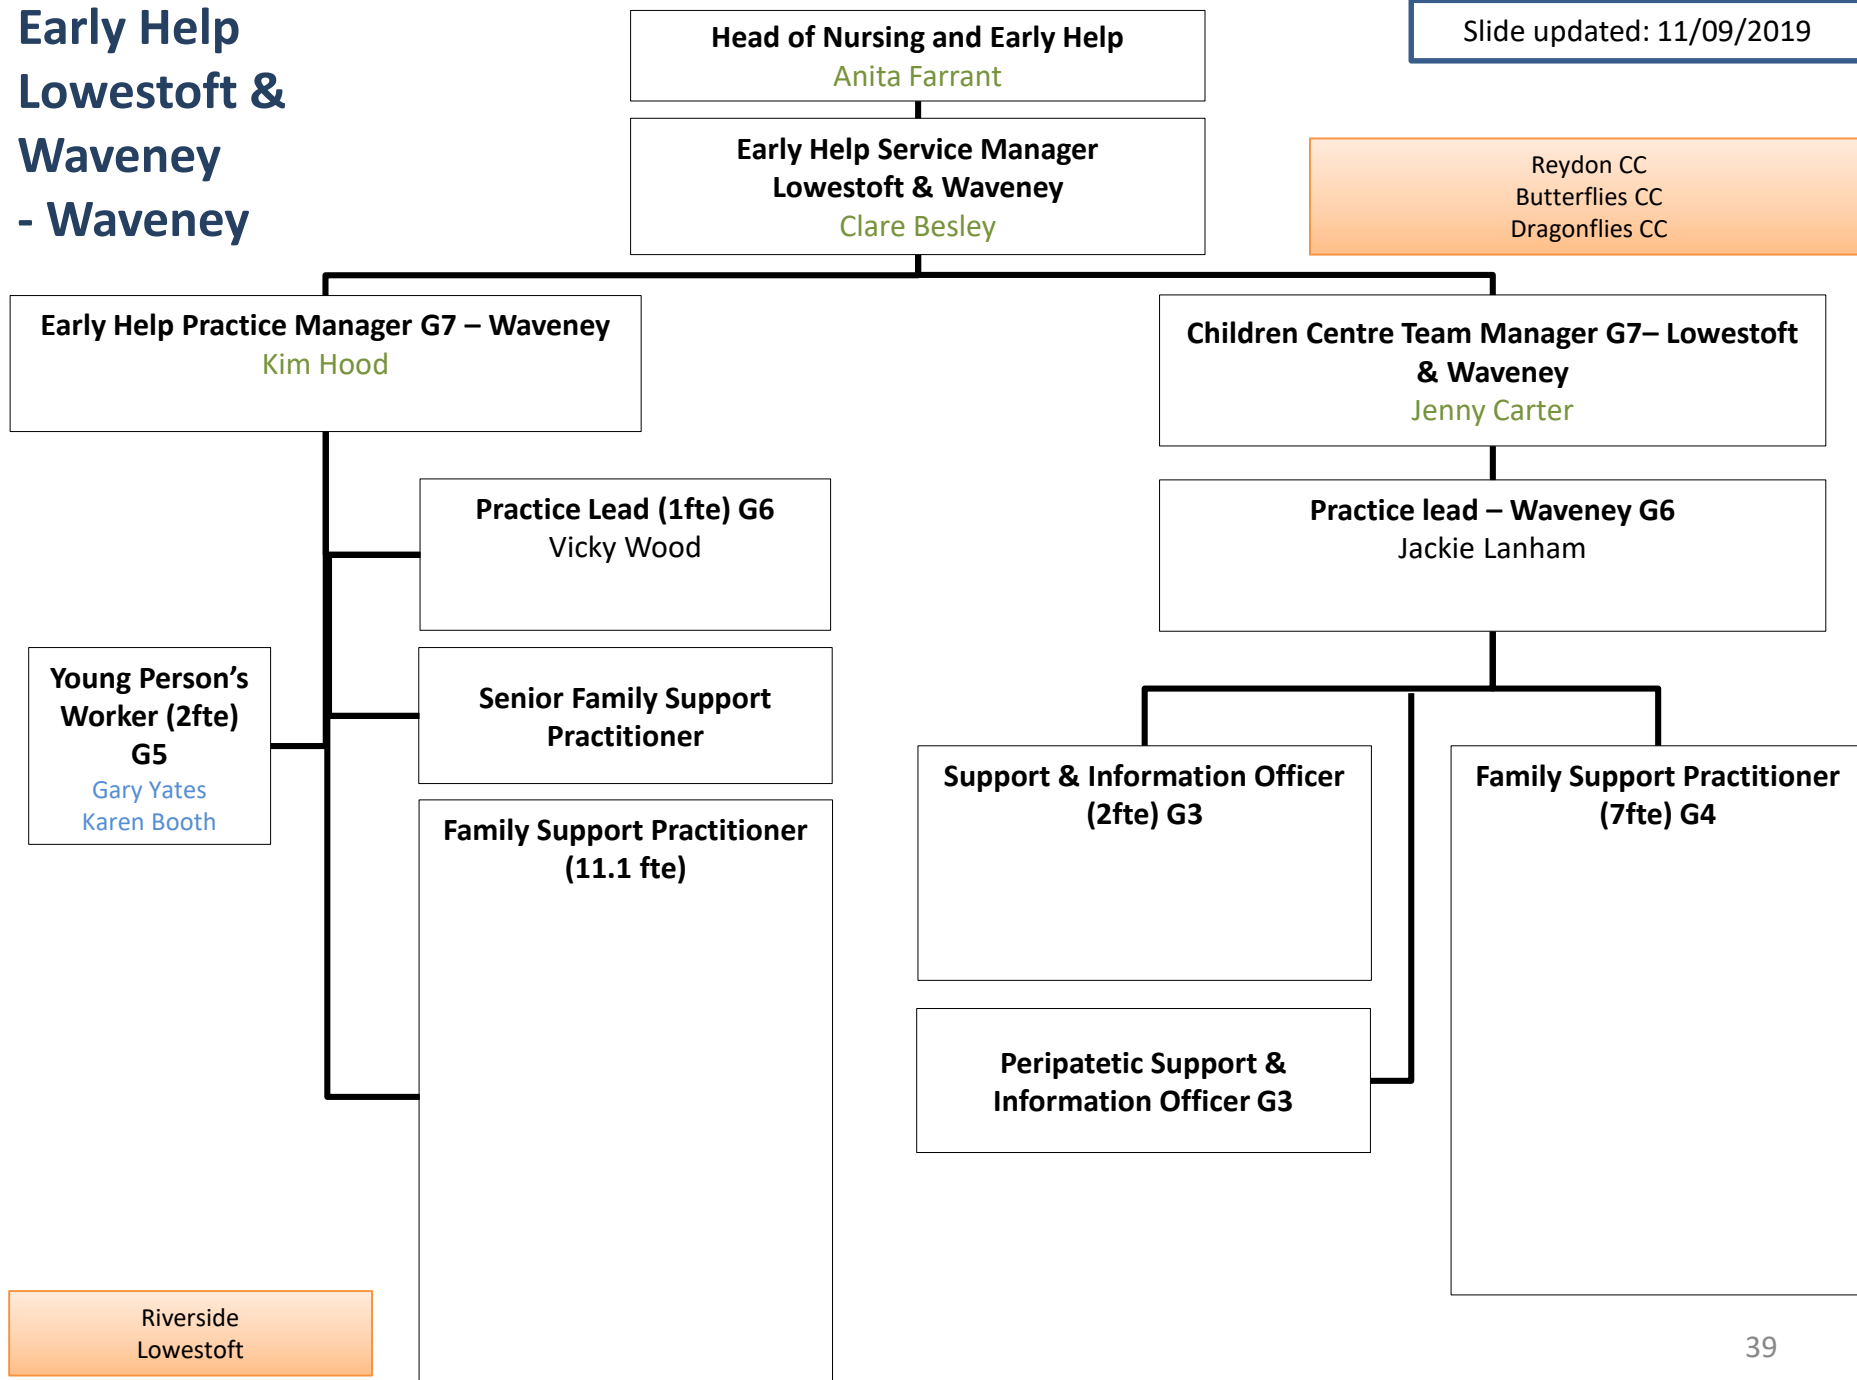 Early Help
Lowestoft &
Waveney
- Waveney
Head of Nursing and Early Help
Anita Farrant
Slide updated: 11/09/2019
Early Help Service Manager
Lowestoft & Waveney
Clare Besley
Reydon CC
Butterflies CC
Dragonflies CC
Early Help Practice Manager G7 – Waveney
Kim Hood
Children Centre Team Manager G7– Lowestoft
& Waveney
Jenny Carter
Practice Lead (1fte) G6
Vicky Wood
Practice lead – Waveney G6
Jackie Lanham
Young Person’s
Worker (2fte)
G5
Gary Yates
Karen Booth
Senior Family Support
Practitioner
Support & Information Officer
(2fte) G3
Family Support Practitioner
(7fte) G4
Family Support Practitioner
(11.1 fte)
Peripatetic Support &
Information Officer G3
Riverside
Lowestoft
39